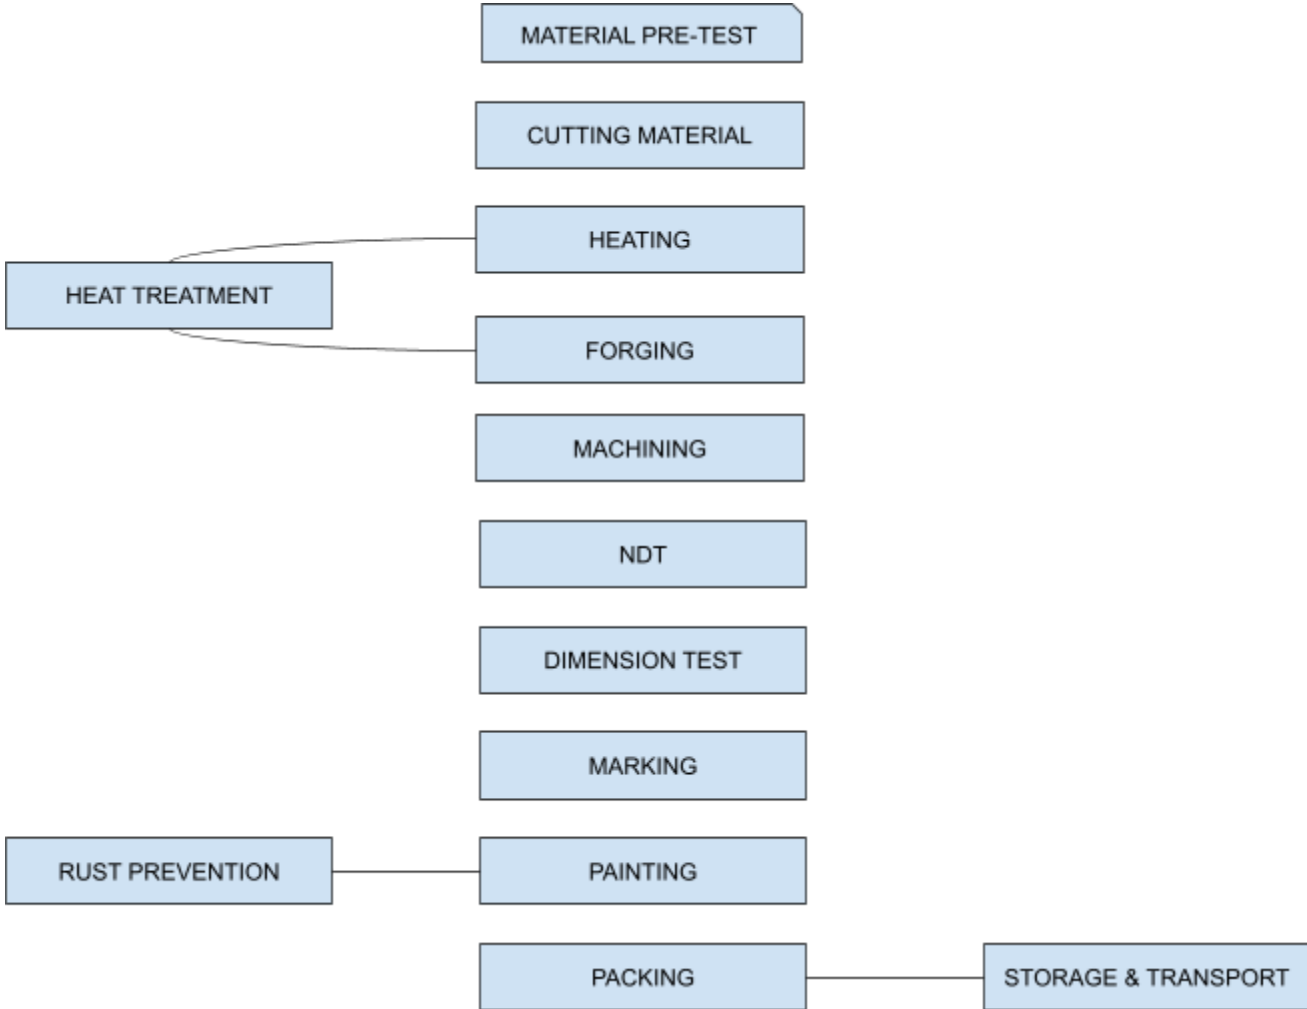 MATERIAL PRE-TEST
CUTTING MATERIAL
HEATING
HEAT TREATMENT
FORGING
MACHINING
NDT
DIMENSION TEST
MARKING
RUST PREVENTION
PAINTING
PACKING
STORAGE & TRANSPORT